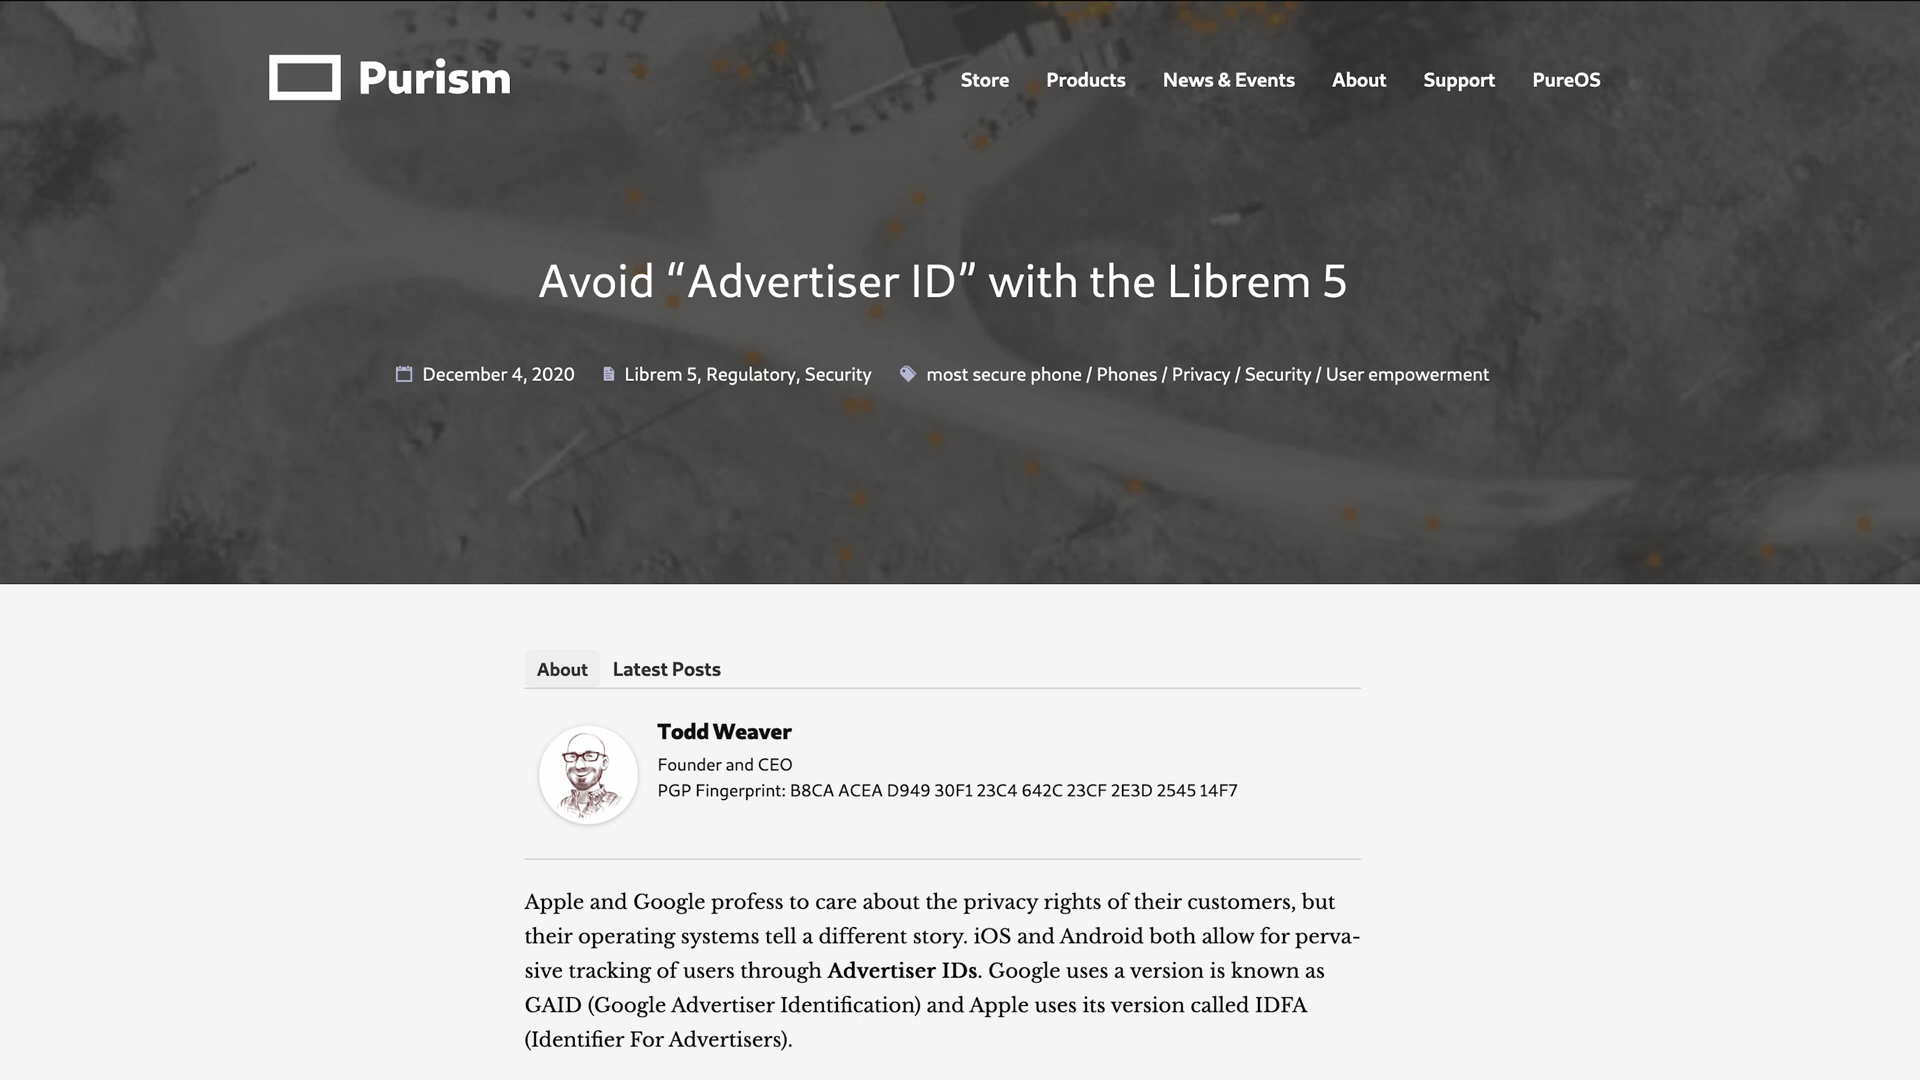 Purism
Store Products News & Events About Support PureOS
Avoid “Advertiser ID” with the Librem 5
December 4, 2020 Librem 5, Regulatory, Security most secure phone / Phones / Privacy / Security / User empowerment
About Latest Posts
Todd Weaver
Founder and CEO
PGP Fingerprint: B8CA ACEA D949 30F1 23C4 642C 23CF 2E3D 2545 14F7
Apple and Google profess to care about the privacy rights of their customers, but
their operating systems tell a different story. iOS and Android both allow for perva-
sive tracking of users through Advertiser IDs. Google uses a version is known as
GAID (Google Advertiser Identification) and Apple uses its version called IDFA
(Identifier For Advertisers).